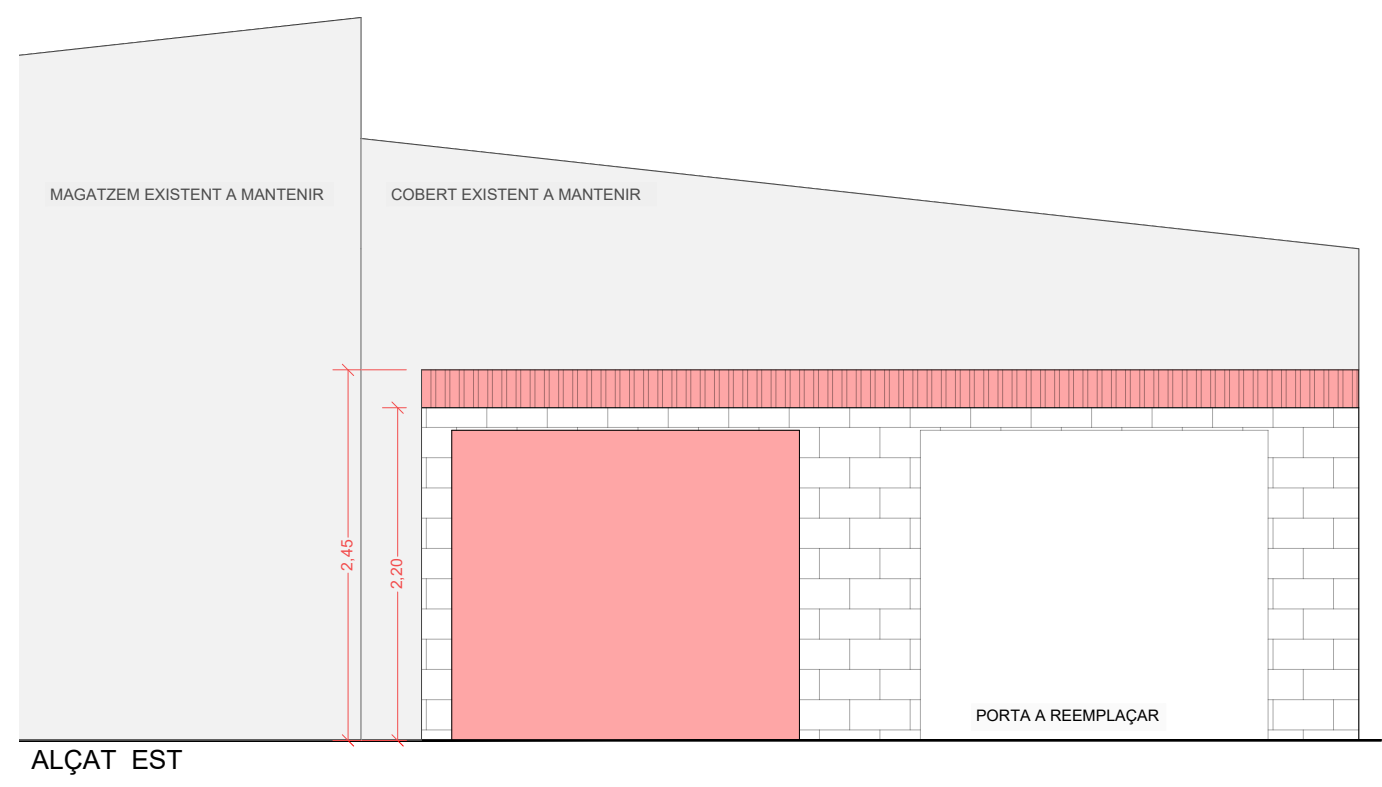 MAGATZEM EXISTENT A MANTENIR
COBERT EXISTENT A MANTENIR
2,45
2,20
PORTA A REEMPLAÇAR
ALÇAT EST